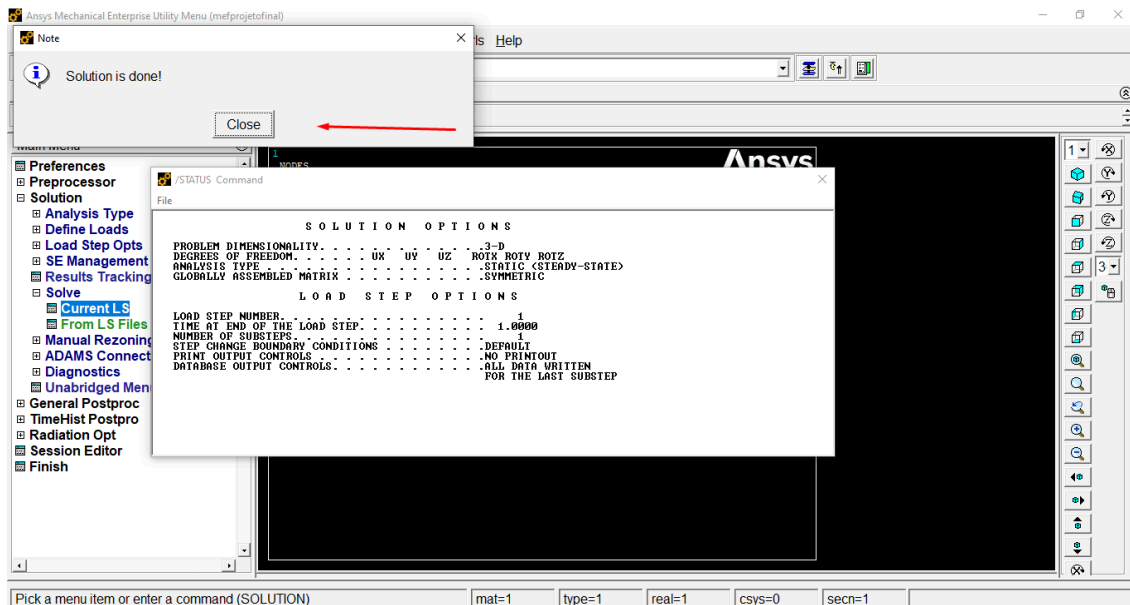 Ansys Mechanical Enterprise Utility Menu (mefprojetofinal)
Note
Help
Solution is done!
Close
1
NODES
Ansys
Preferences
Preprocessor
Solution
Analysis Type
Define Loads
Load Step Opts
SE Management
Results Tracking
Solve
Current LS
From LS Files
Manual Rezoning
ADAMS Connect
Diagnostics
Unabridged Men
General Postproc
TimeHist Postpro
Radiation Opt
Session Editor
Finish
/STATUS Command
File
S O L U T I O N   O P T I O N S
PROBLEM DIMENSIONALITY. . . . . . . . . . . . .3-D
DEGREES OF FREEDOM. . . . . . UX   UY   UZ   ROTX ROTY ROTZ
ANALYSIS TYPE . . . . . . . . . . . . . . . . .STATIC (STEADY-STATE)
GLOBALLY ASSEMBLED MATRIX . . . . . . . . . . .SYMMETRIC
L O A D   S T E P   O P T I O N S
LOAD STEP NUMBER. . . . . . . . . . . . . . . .   1
TIME AT END OF THE LOAD STEP. . . . . . . . . . 1.0000
NUMBER OF SUBSTEPS. . . . . . . . . . . . . . .   1
STEP CHANGE BOUNDARY CONDITIONS . . . . . . . .DEFAULT
PRINT OUTPUT CONTROLS . . . . . . . . . . . . .NO PRINTOUT
DATABASE OUTPUT CONTROLS. . . . . . . . . . . .ALL DATA WRITTEN
FOR THE LAST SUBSTEP
1
3
Pick a menu item or enter a command (SOLUTION)
mat=1
type=1
real=1
csys=0
secn=1